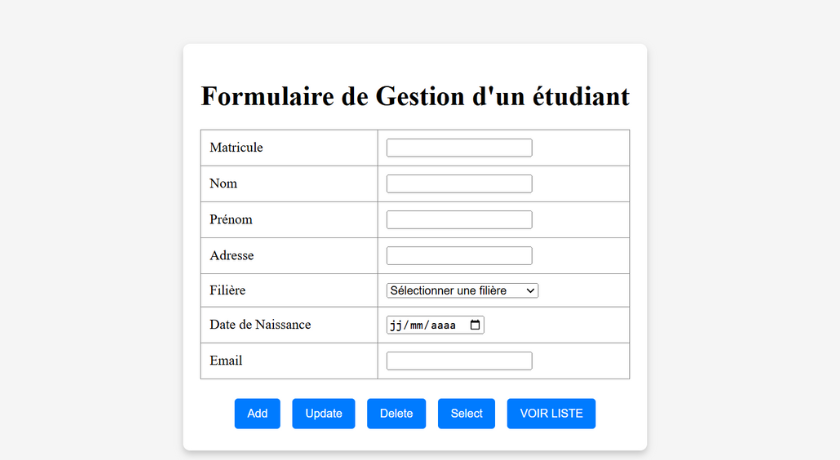 Formulaire de Gestion d'un étudiant
Matricule
Nom
Prénom
Adresse
Filière Sélectionner une filière
Date de Naissance jj/mm/aaaa
Email
Add Update Delete Select VOIR LISTE